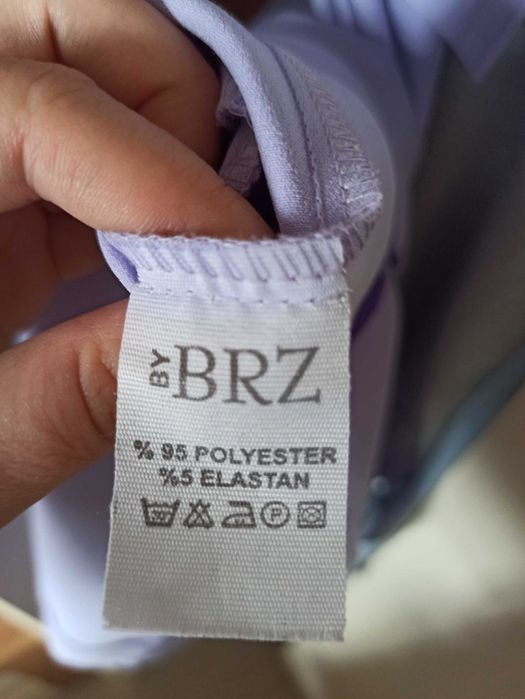 BY BRZ
% 95 POLYESTER
%5 ELASTAN
P